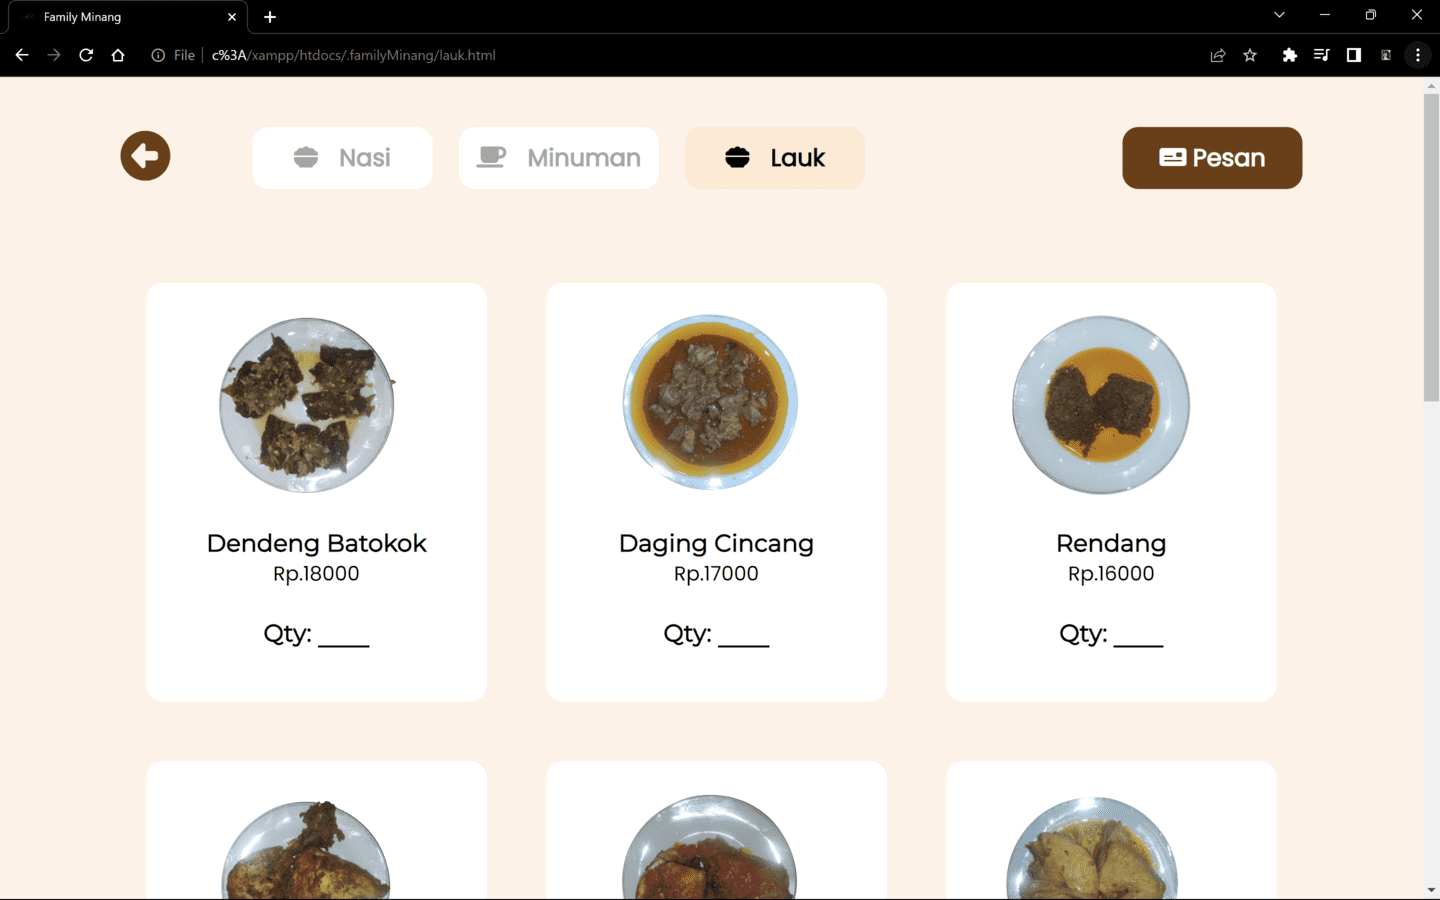 Family Minang
File c%3A/xampp/htdocs/.familyMinang/lauk.html
Nasi
Minuman
Lauk
Pesan
Dendeng Batokok
Rp.18000
Qty: ____
Daging Cincang
Rp.17000
Qty: ____
Rendang
Rp.16000
Qty: ____